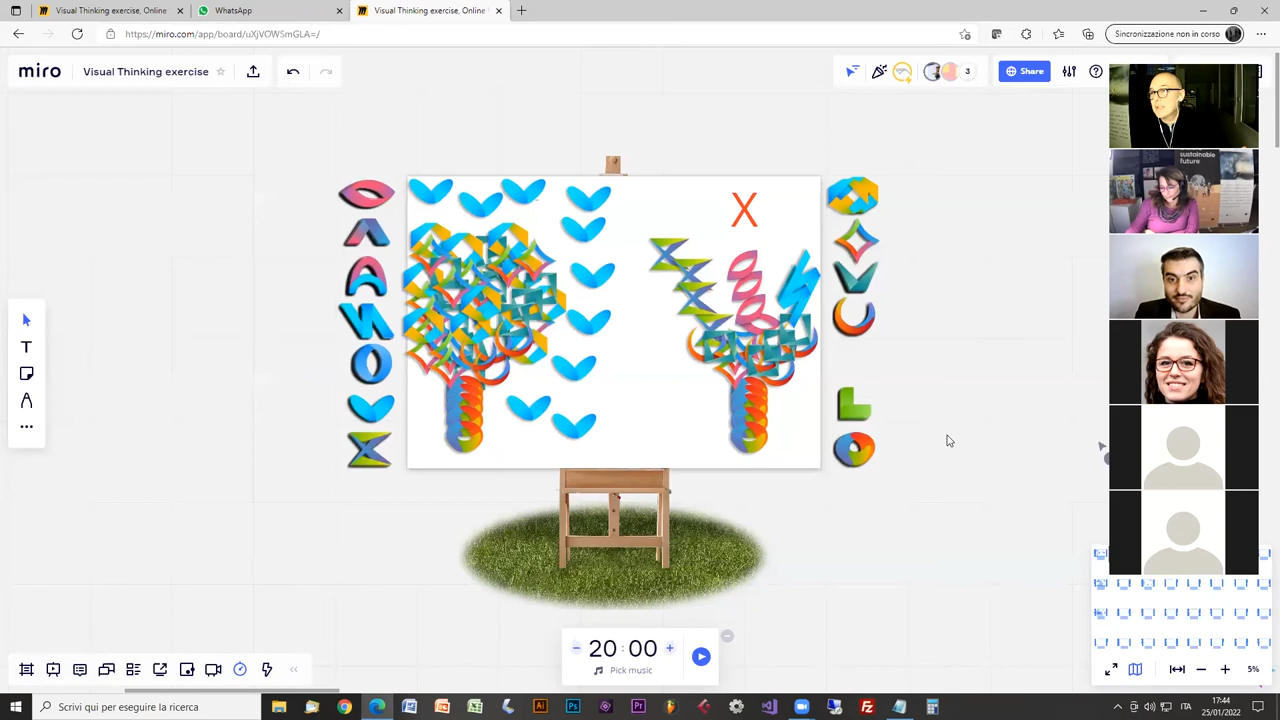 Visual Thinking exercise, Online
WhatsApp
Visual Thinking exercise, Online
https://miro.com/app/board/uXjVOWSmGLA=/
Sincronizzazione non in corso
miro
Visual Thinking exercise
3
Share
sustainable
future
X
T
20:00
Pick music
5%
Scrivi qui per eseguire la ricerca
ITA
17:44
25/01/2022